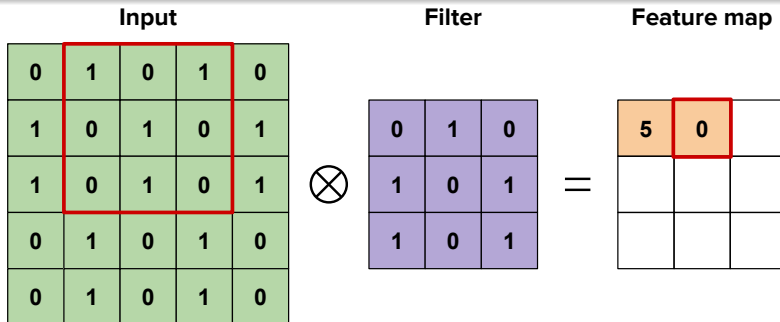 Input Filter Feature map
0 1 0 1 0
1 0 1 0 1 0 1 0 5 0
1 0 1 0 1 ⊗ 1 0 1 =
0 1 0 1 0 1 0 1
0 1 0 1 0